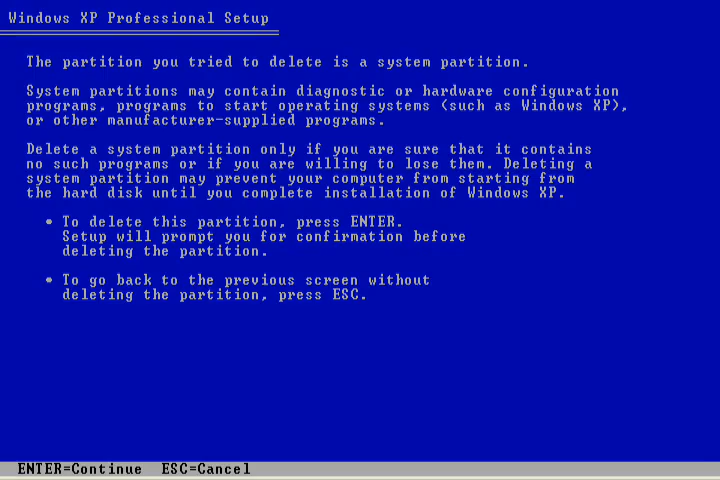 Windows XP Professional Setup
The partition you tried to delete is a system partition.
System partitions may contain diagnostic or hardware configuration
programs, programs to start operating systems (such as Windows XP),
or other manufacturer-supplied programs.
Delete a system partition only if you are sure that it contains
no such programs or if you are willing to lose them. Deleting a
system partition may prevent your computer from starting from
the hard disk until you complete installation of Windows XP.
• To delete this partition, press ENTER.
Setup will prompt you for confirmation before
deleting the partition.
• To go back to the previous screen without
deleting the partition, press ESC.
ENTER=Continue ESC=Cancel